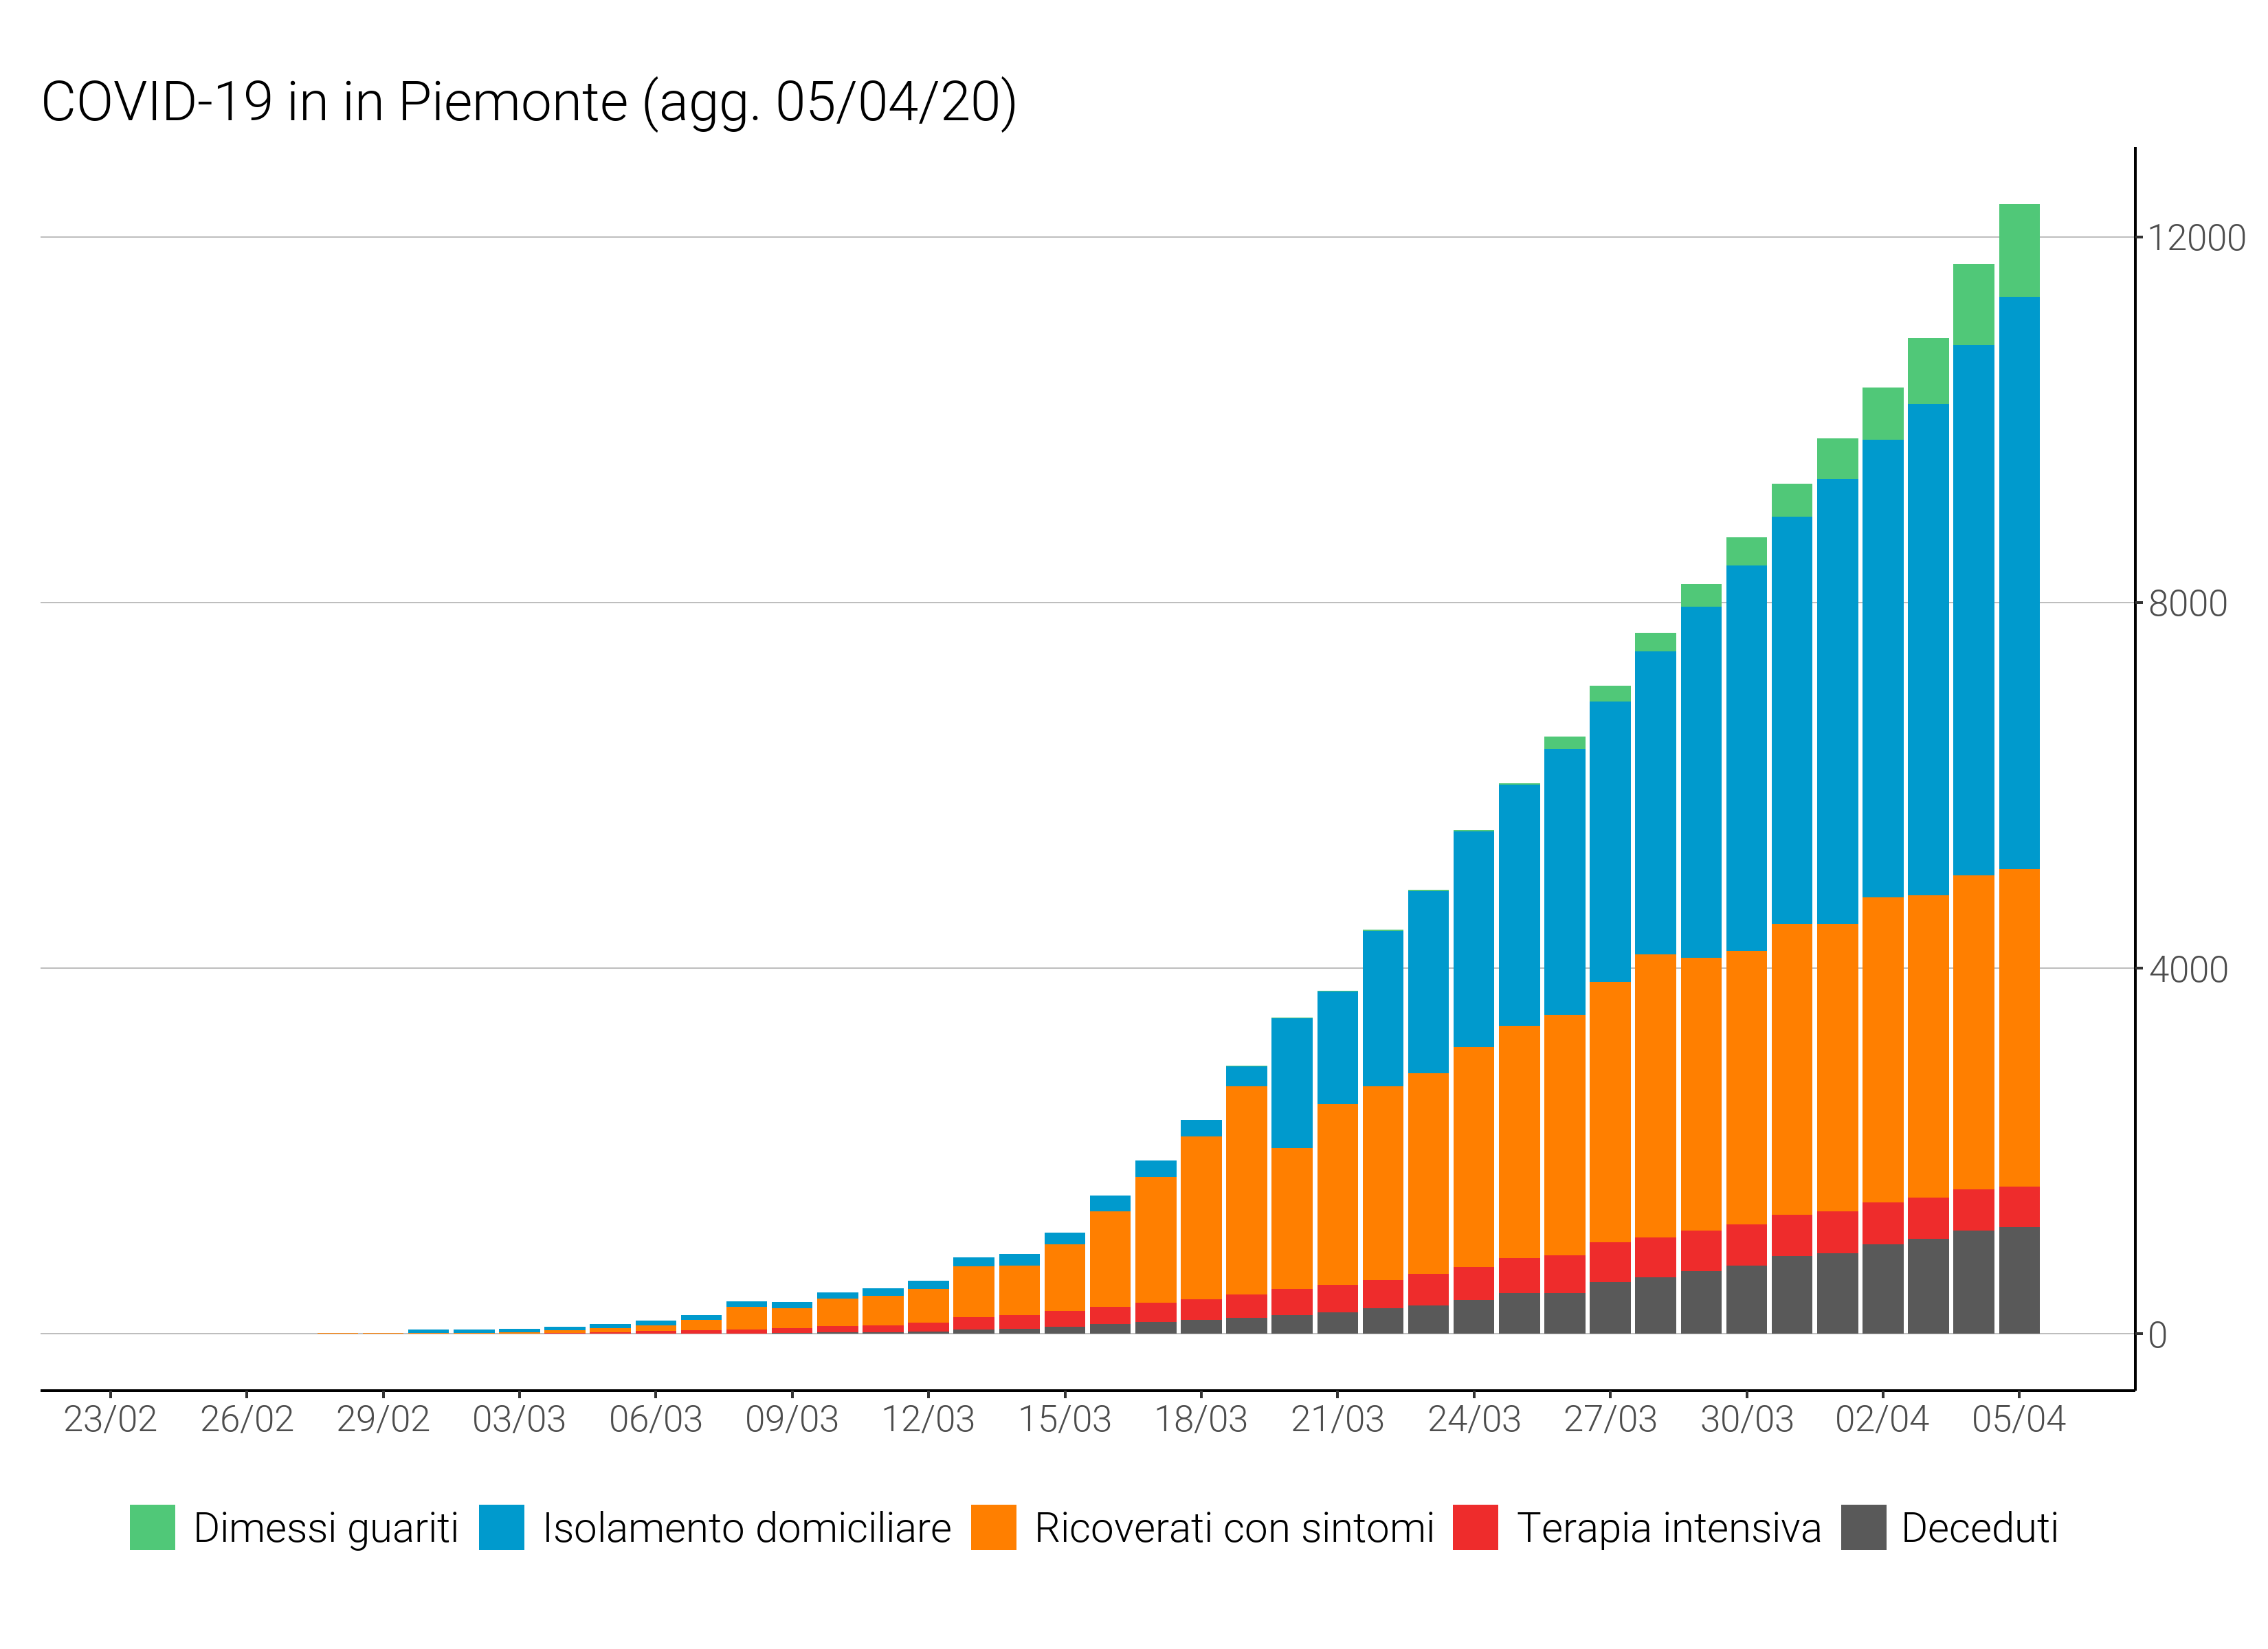 COVID-19 in in Piemonte (agg. 05/04/20)
12000
8000
4000
0
23/02 26/02 29/02 03/03 06/03 09/03 12/03 15/03 18/03 21/03 24/03 27/03 30/03 02/04 05/04
Dimessi guariti Isolamento domiciliare Ricoverati con sintomi Terapia intensiva Deceduti